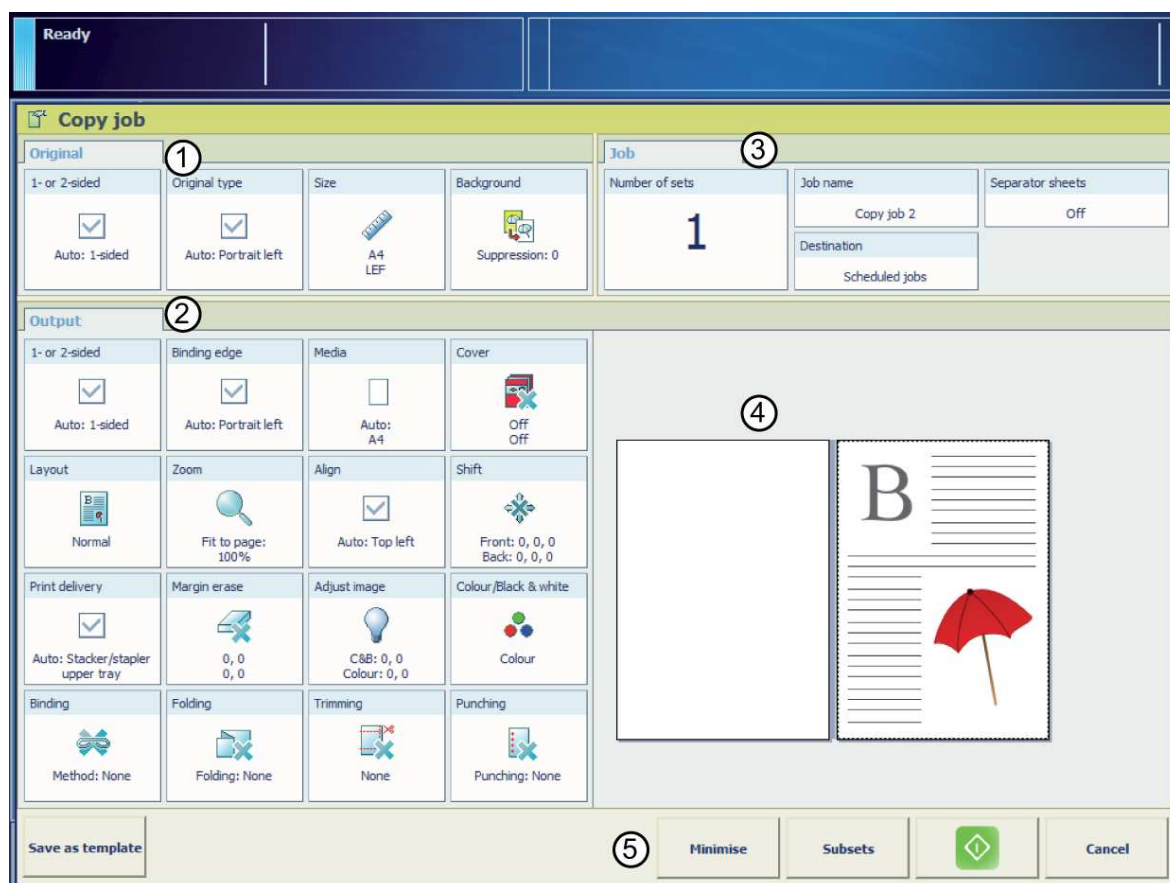 Ready
Copy job
Original
1
1- or 2-sided
Auto: 1-sided
Original type
Auto: Portrait left
Size
A4
LEF
Background
Suppression: 0
Job
3
Number of sets
1
Job name
Copy job 2
Separator sheets
Off
Destination
Scheduled jobs
Output
2
1- or 2-sided
Auto: 1-sided
Binding edge
Auto: Portrait left
Media
Auto:
A4
Cover
Off
Off
Layout
B
Normal
Zoom
Fit to page:
100%
Align
Auto: Top left
Shift
Front: 0, 0, 0
Back: 0, 0, 0
Print delivery
Auto: Stacker/stapler
upper tray
Margin erase
0, 0
0, 0
Adjust image
C&B: 0, 0
Colour: 0, 0
Colour/Black & white
Colour
Binding
Method: None
Folding
Folding: None
Trimming
None
Punching
Punching: None
4
B
Save as template
5
Minimise
Subsets
Cancel